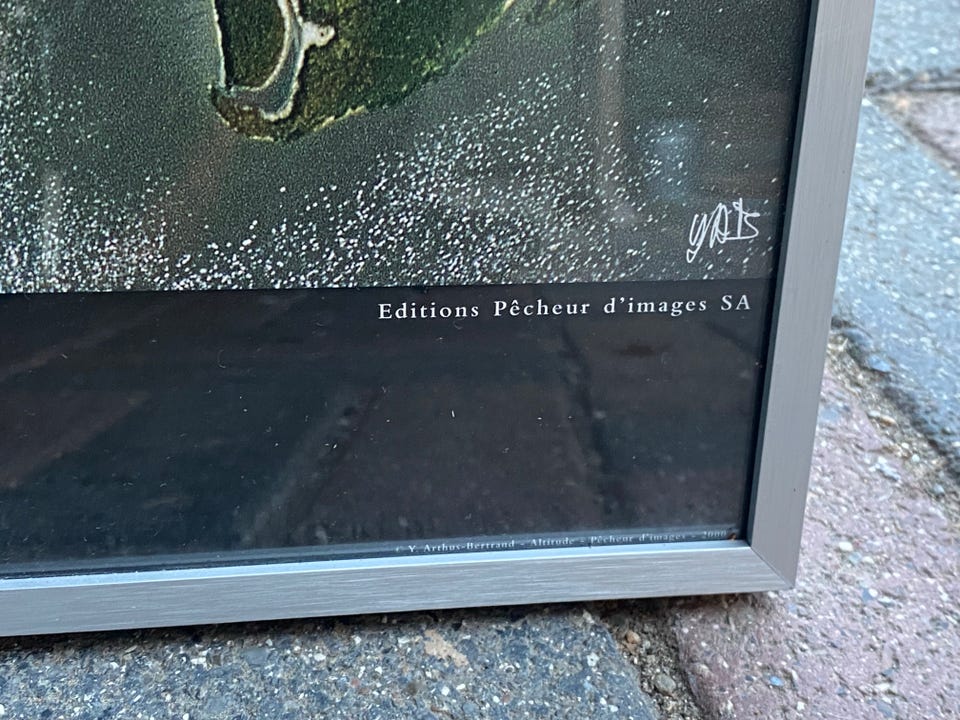 Editions Pêcheur d'images SA
© Y. Arthus-Bertrand - Altitude - Pêcheur d'images - 2000